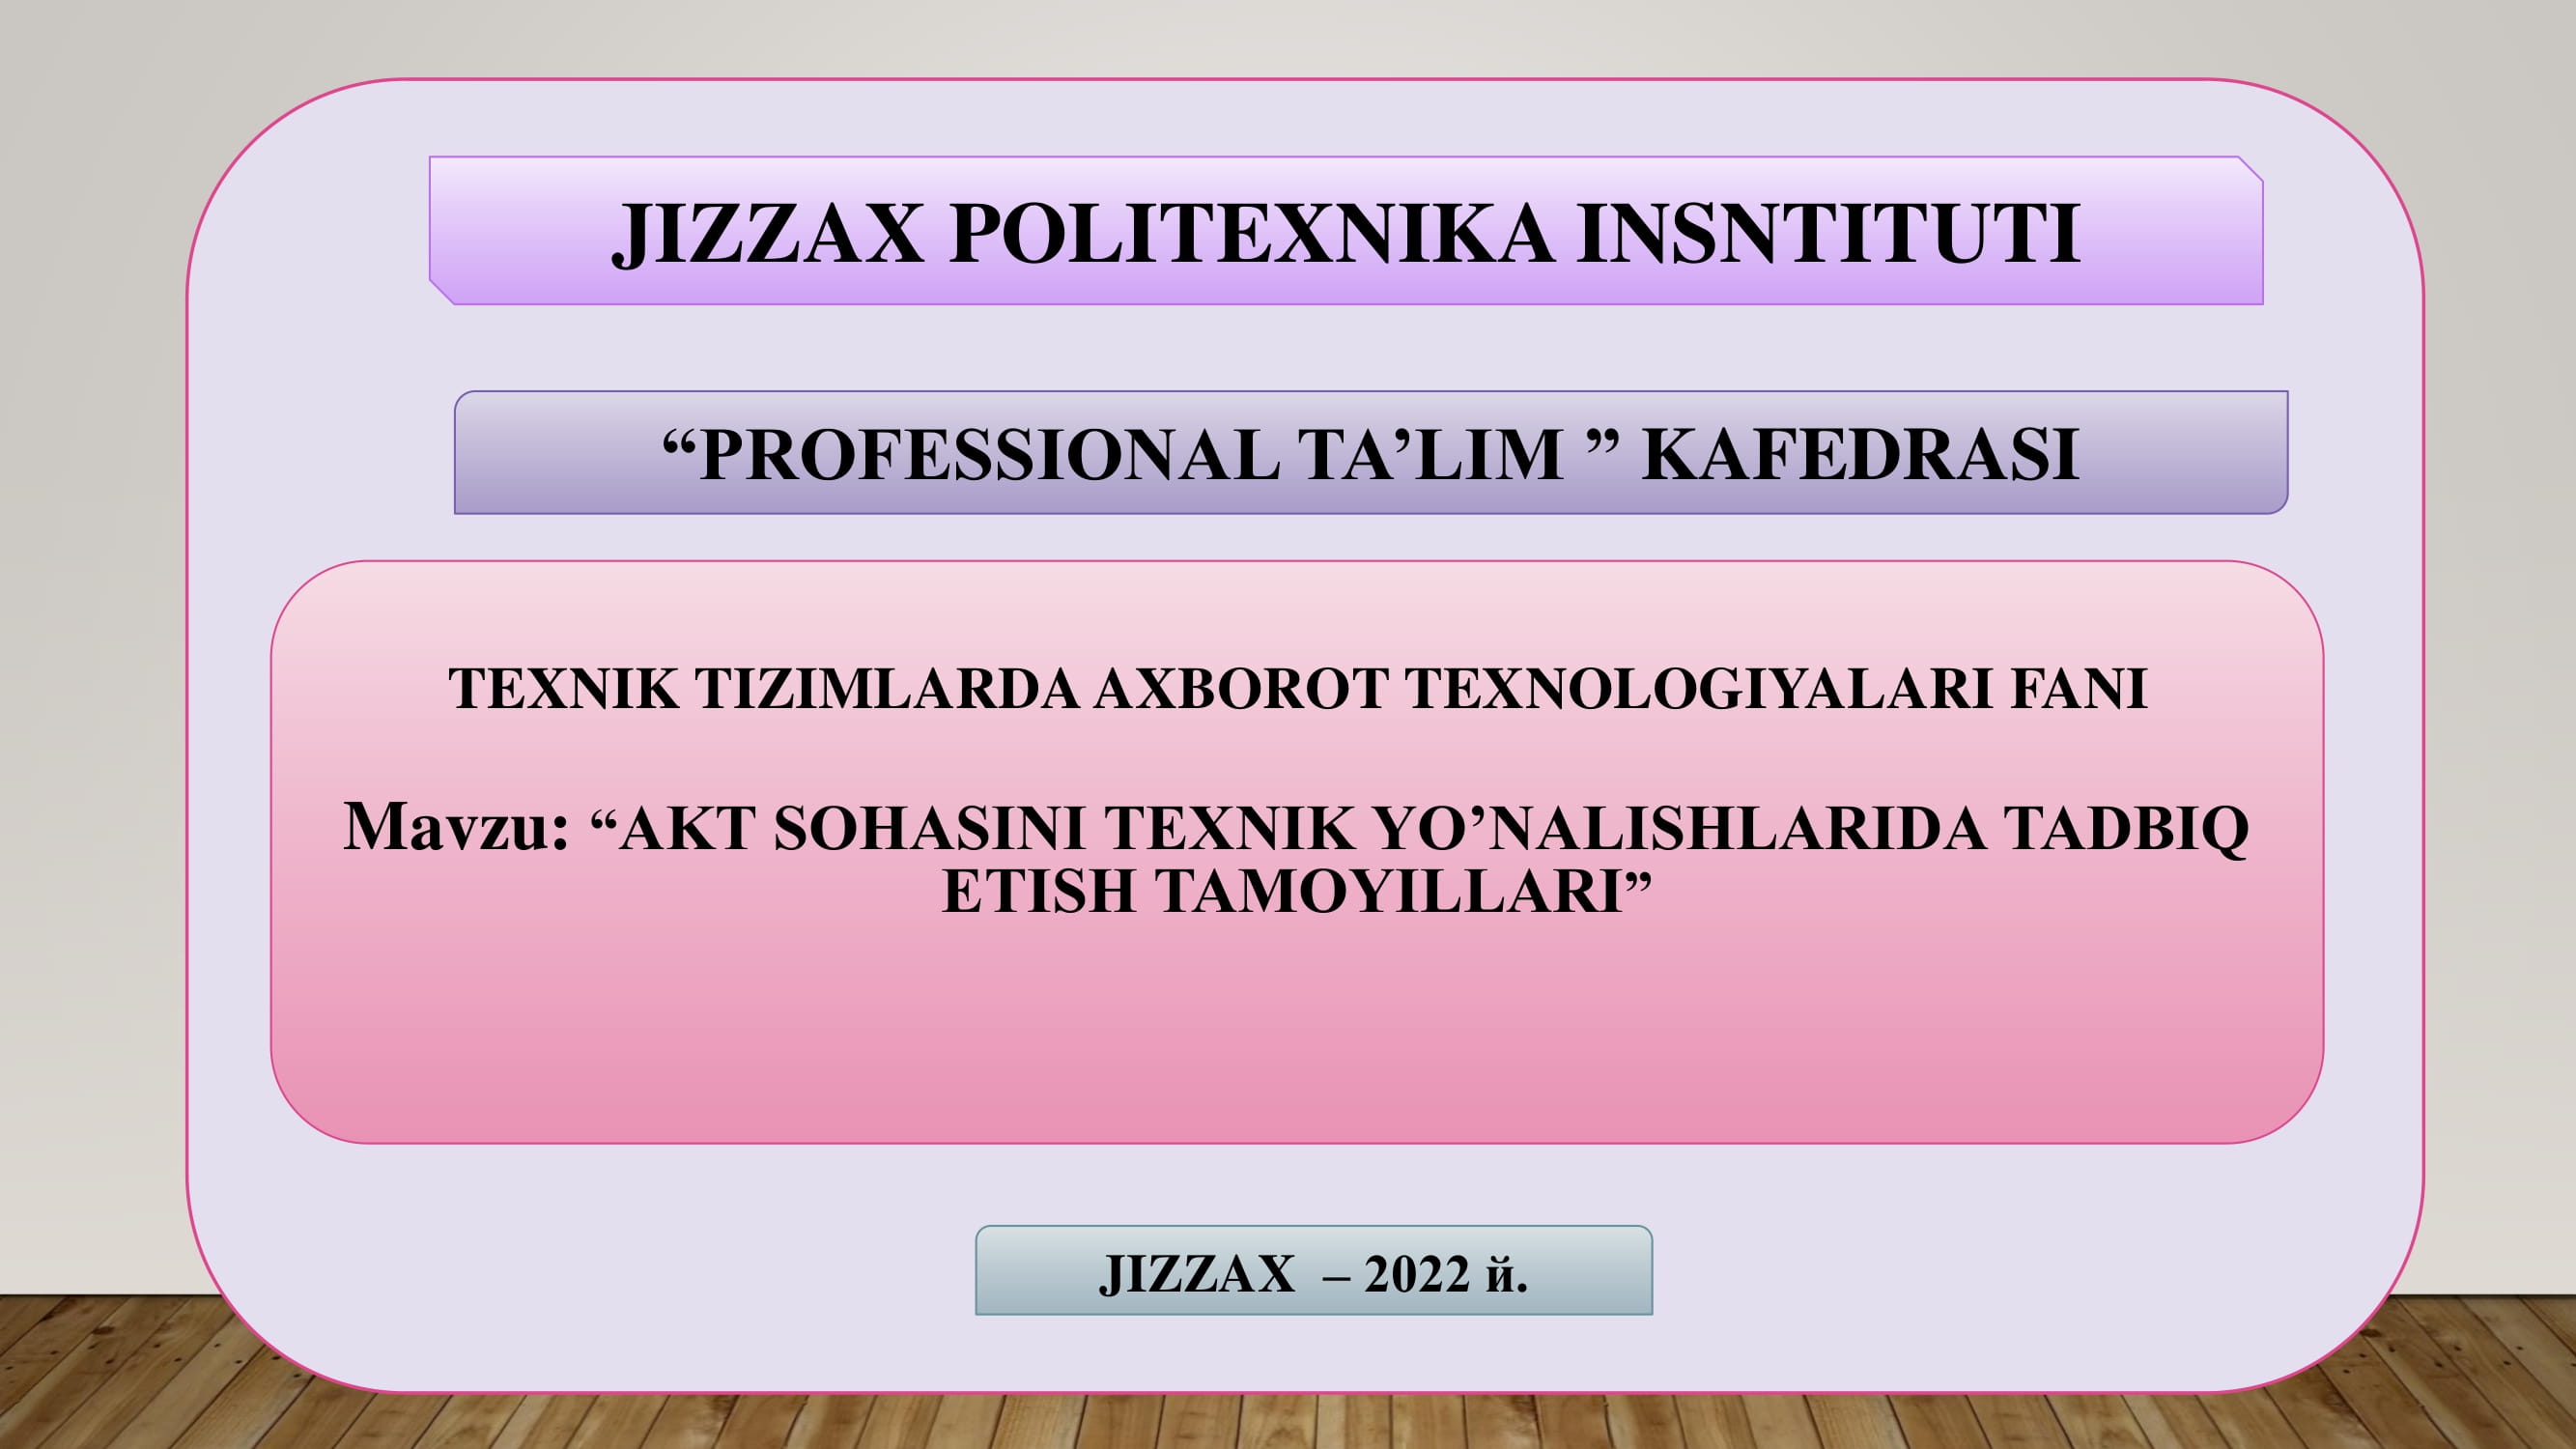 JIZZAX POLITEXNIKA INSNTITUTI
“PROFESSIONAL TA’LIM ” KAFEDRASI
TEXNIK TIZIMLARDA AXBOROT TEXNOLOGIYALARI FANI
Mavzu: “AKT SOHASINI TEXNIK YO’NALISHLARIDA TADBIQ
ETISH TAMOYILLARI”
JIZZAX – 2022 й.